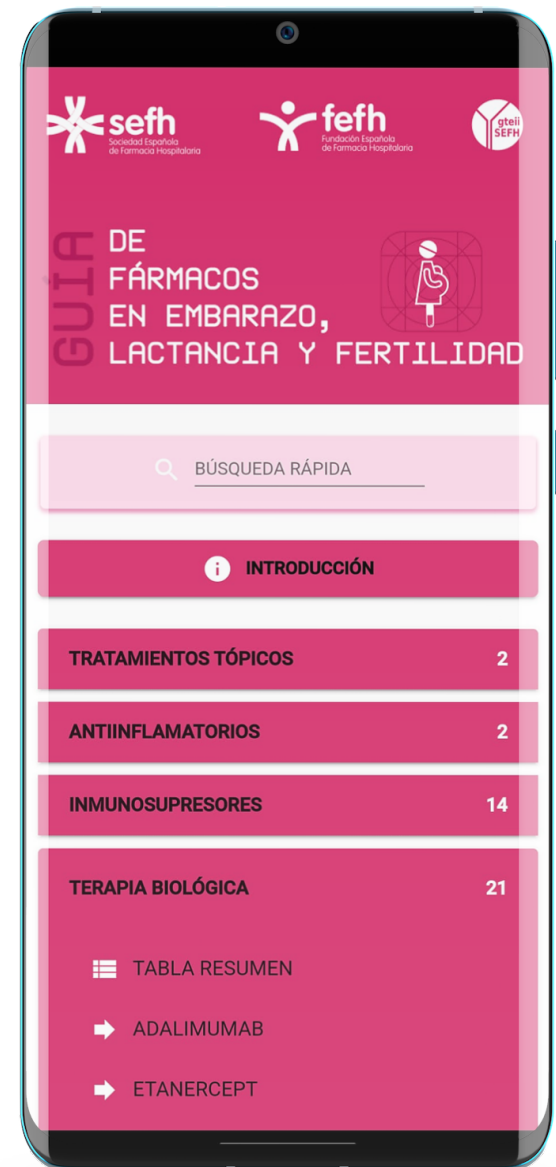 sefh
Sociedad Española
de Farmacia Hospitalaria
fefh
Fundación Española
de Farmacia Hospitalaria
gteii
SEFH
GUÍA
DE
FÁRMACOS
EN EMBARAZO,
LACTANCIA Y FERTILIDAD
BÚSQUEDA RÁPIDA
i INTRODUCCIÓN
TRATAMIENTOS TÓPICOS 2
ANTIINFLAMATORIOS 2
INMUNOSUPRESORES 14
TERAPIA BIOLÓGICA 21
TABLA RESUMEN
ADALIMUMAB
ETANERCEPT